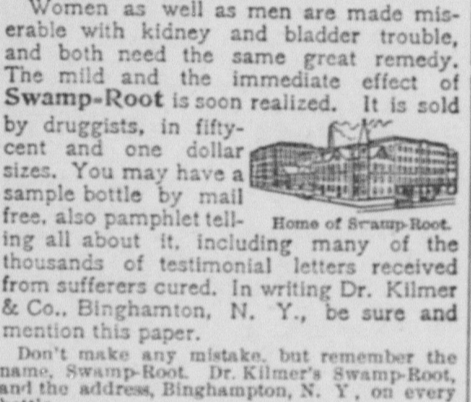 Women as well as men are made mis-
erable with kidney and bladder trouble,
and both need the same great remedy.
The mild and the immediate effect of
Swamp-Root is soon realized. It is sold
by druggists, in fifty-
cent and one dollar
sizes. You may have a
sample bottle by mail
free, also pamphlet tell-
Home of Swamp-Root.
ing all about it, including many of the
thousands of testimonial letters received
from sufferers cured. In writing Dr. Kilmer
& Co., Binghamton, N. Y., be sure and
mention this paper.
Don't make any mistake, but remember the
name, Swamp-Root. Dr. Kilmer's Swamp-Root,
and the address, Binghampton, N. Y, on every